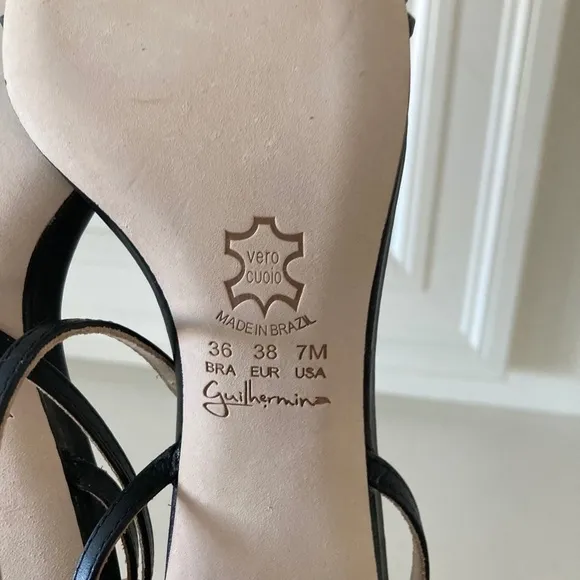 vero
cuoio
MADE IN BRAZIL
36 38 7M
BRA EUR USA
Guilhermina